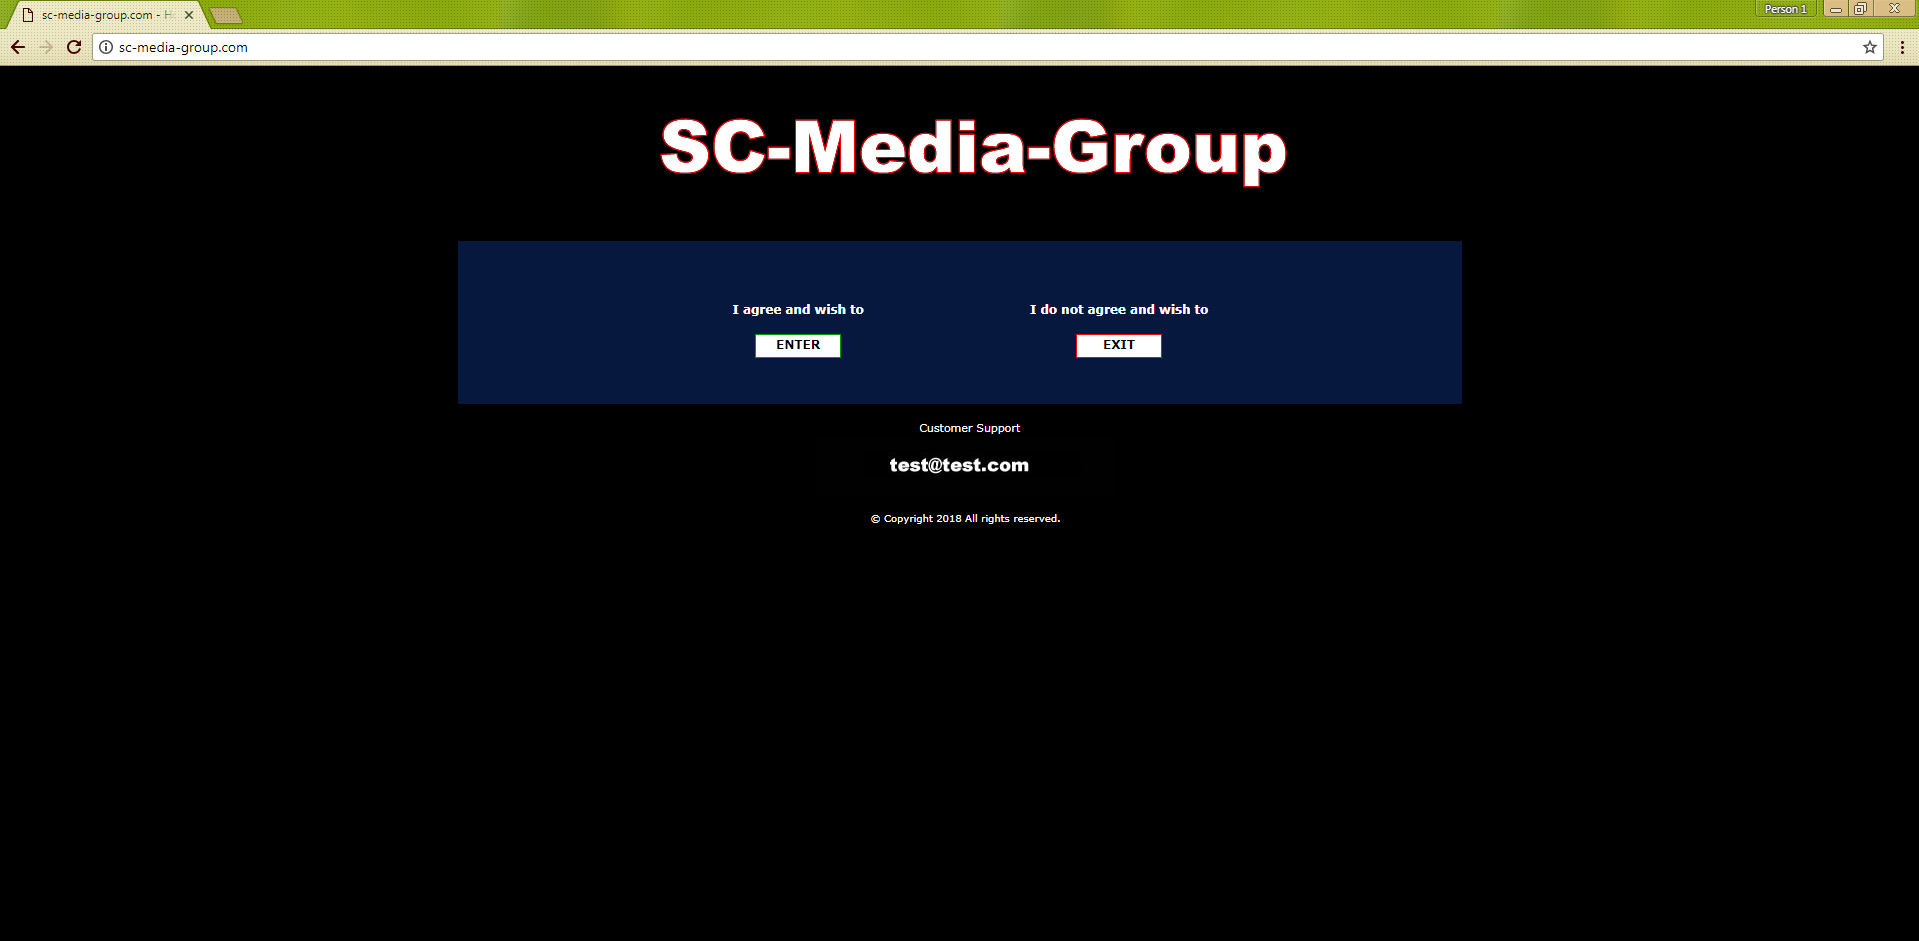 sc-media-group.com - H
Person 1
sc-media-group.com
SC-Media-Group
I agree and wish to
I do not agree and wish to
ENTER
EXIT
Customer Support
test@test.com
© Copyright 2018 All rights reserved.